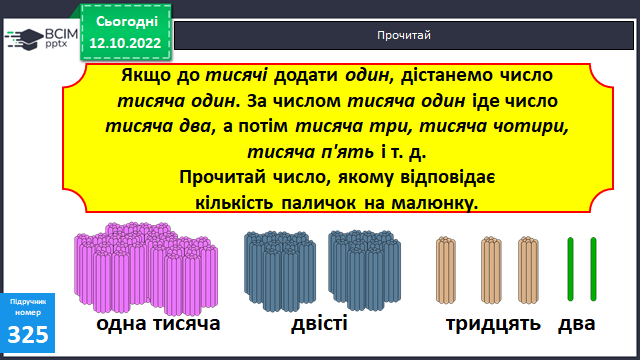 BCIM
pptx
Сьогодні
12.10.2022
Прочитай
Якщо до тисячі додати один, дістанемо число
тисяча один. За числом тисяча один іде число
тисяча два, а потім тисяча три, тисяча чотири,
тисяча п'ять і т. д.
Прочитай число, якому відповідає
кількість паличок на малюнку.
Підручник
номер
325
одна тисяча
двісті
тридцять
два